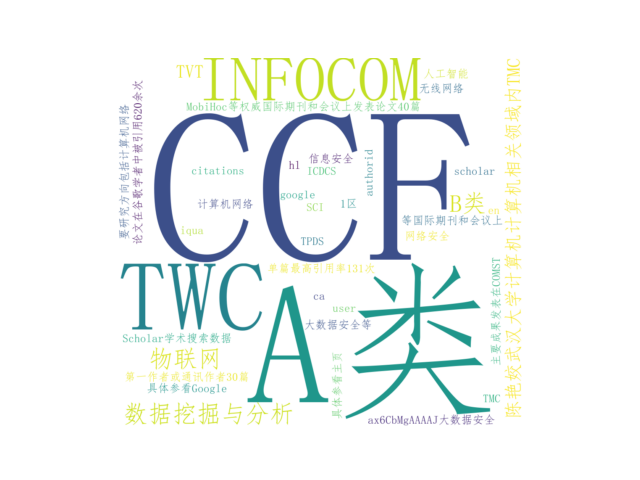 TVT
INFOCOM
人工智能
无线网络
MobiHoc等权威国际期刊和会议上发表论文40篇
CCF
citations
hl
信息安全
ICDCS
authorid
scholar
google
计算机网络
SCI
1区
B类
en
等国际期刊和会议上
iqua
TPDS
网络安全
要研究方向包括计算机网络
论文在谷歌学者中被引用620余次
陈艳姣武汉大学计算机计算机相关领域内TMC
主要成果发表在COMST
TWC
单篇最高引用率131次
A类
ca
user
大数据安全等
Scholar学术搜索数据
物联网
第一作者或通讯作者30篇
具体参看Google
具体参看主页
数据挖掘与分析
TMC
ax6CbMgAAAAJ大数据安全